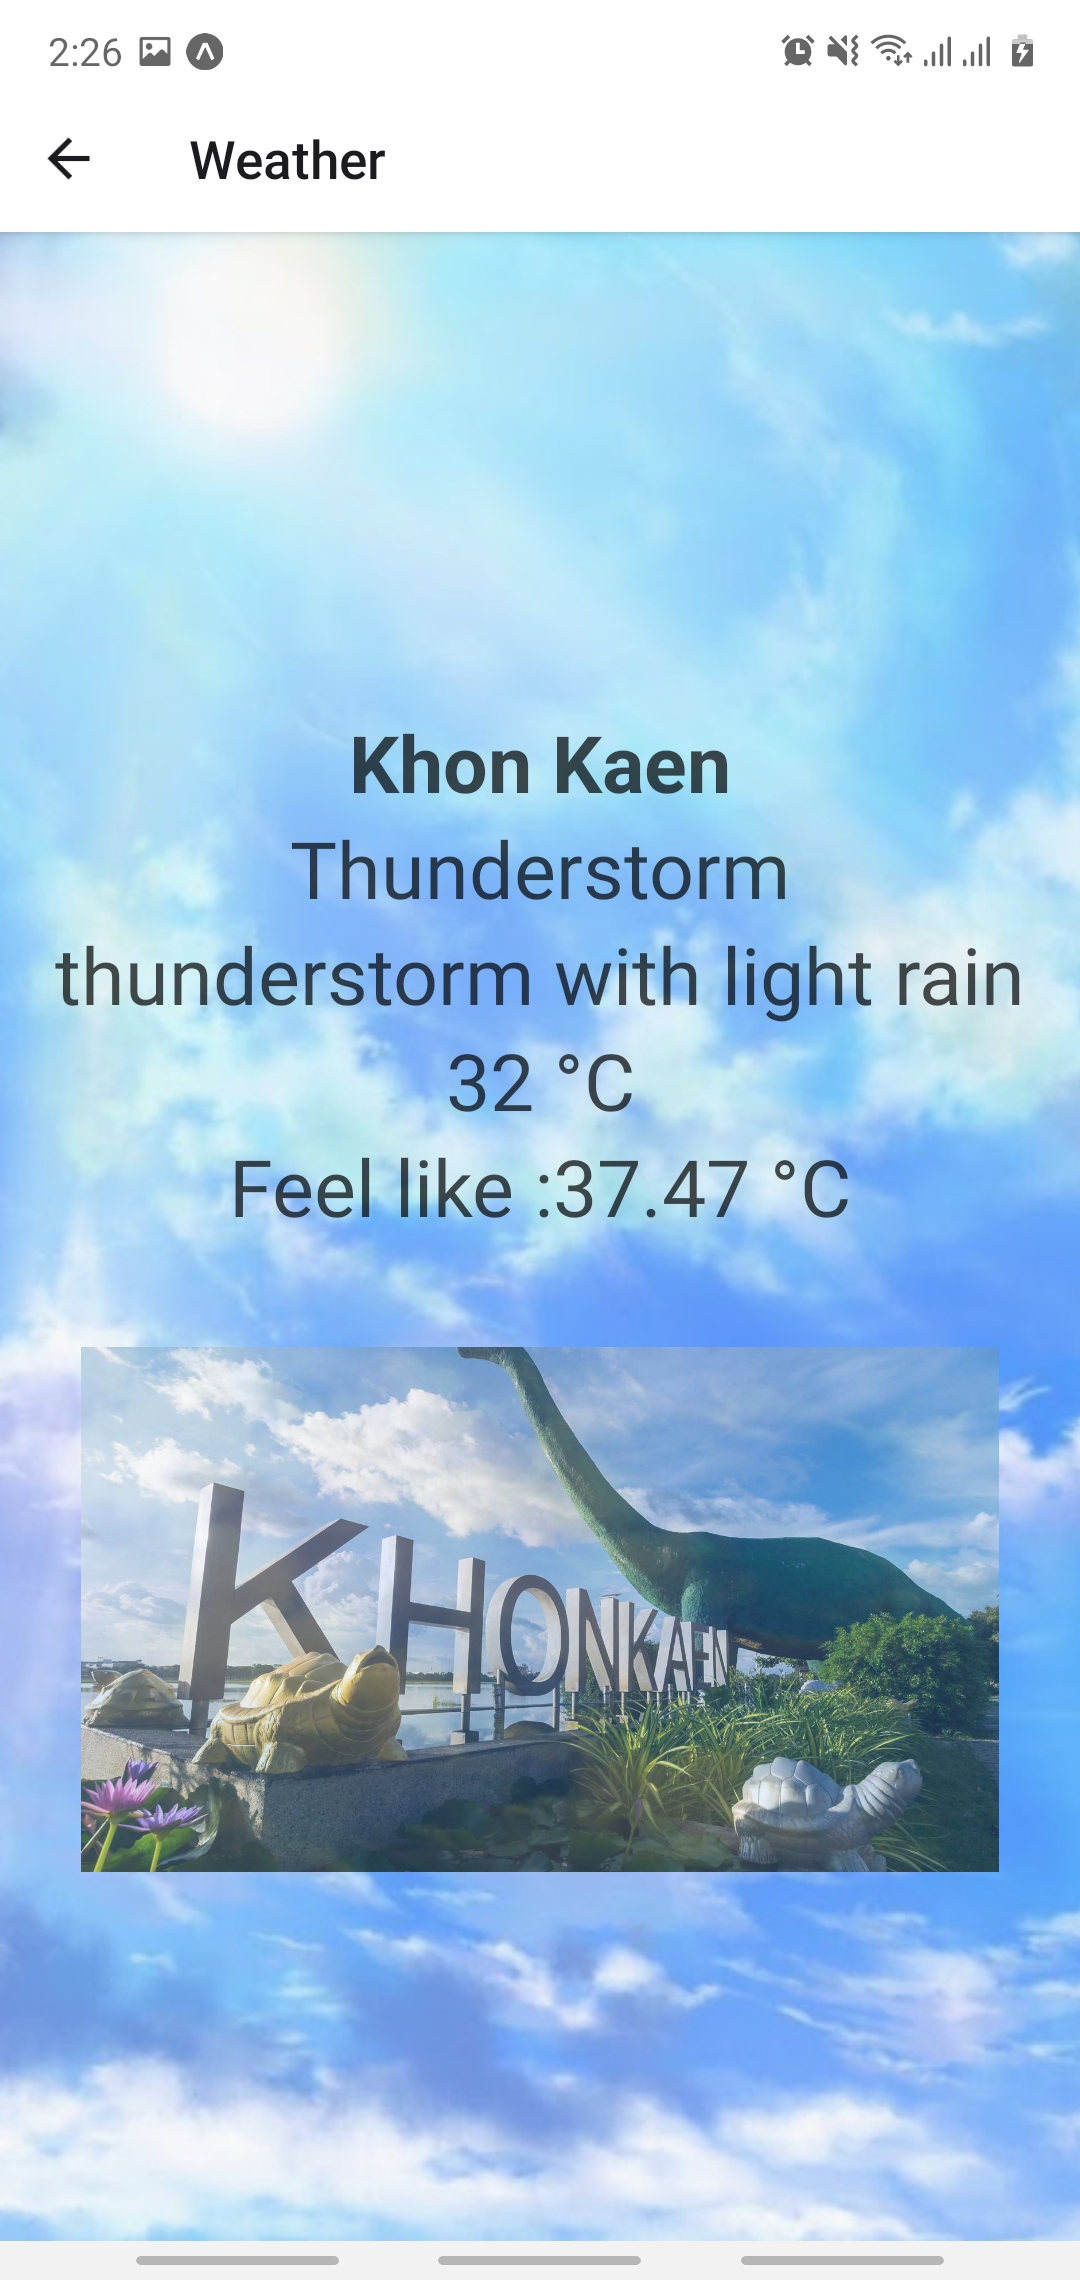 2:26
Weather
Khon Kaen
Thunderstorm
thunderstorm with light rain
32 °C
Feel like :37.47 °C
KHONKAEN